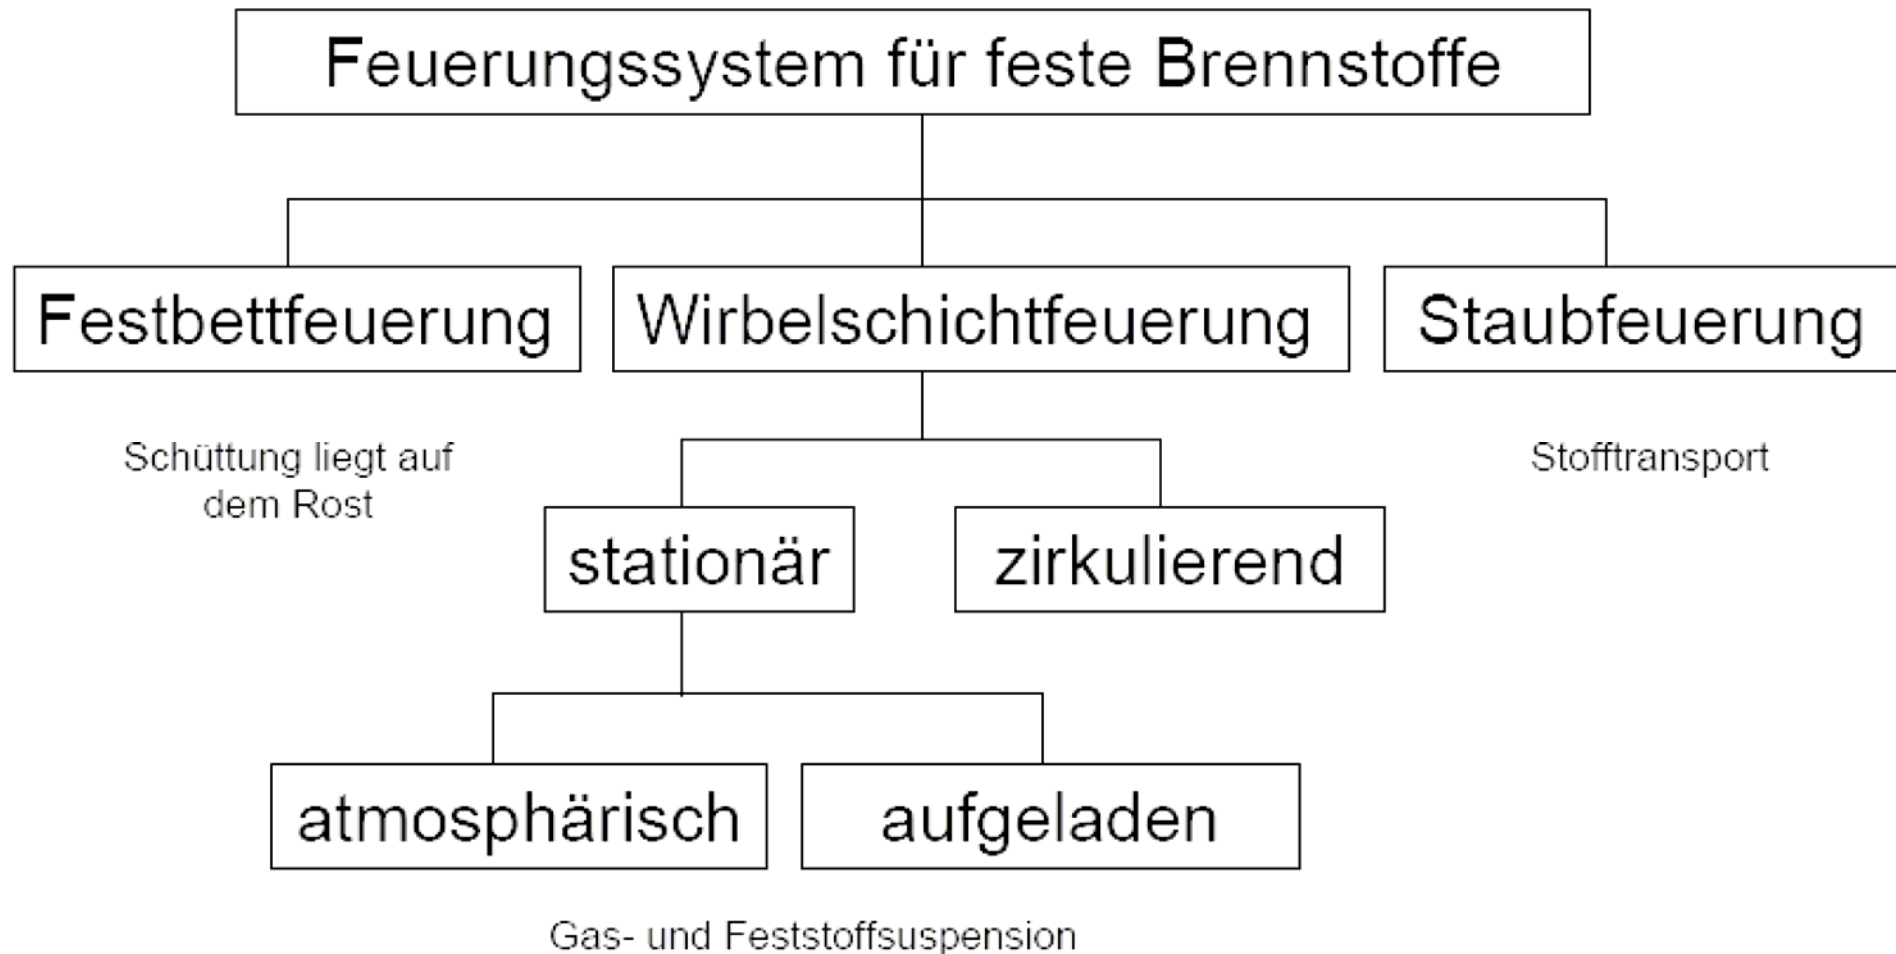 Feuerungssystem für feste Brennstoffe
Festbettfeuerung
Wirbelschichtfeuerung
Staubfeuerung
Schüttung liegt auf
dem Rost
Stofftransport
stationär
zirkulierend
atmosphärisch
aufgeladen
Gas- und Feststoffsuspension